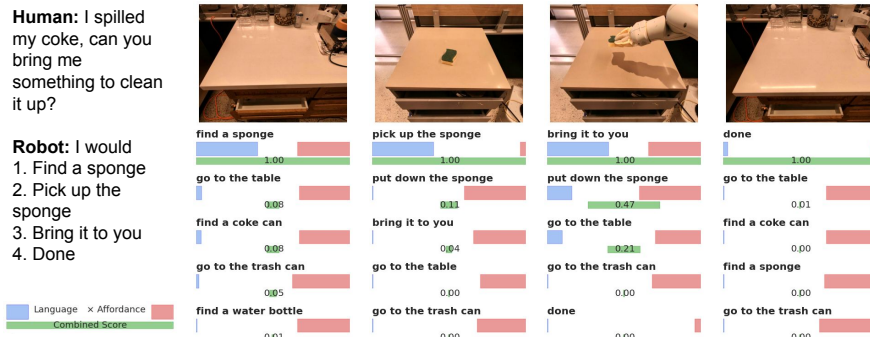 Human: I spilled
my coke, can you
bring me
something to clean
it up?
Robot: I would
1. Find a sponge
2. Pick up the
sponge
3. Bring it to you
4. Done
Language × Affordance
Combined Score
find a sponge
1.00
go to the table
0.08
find a coke can
0.08
go to the trash can
0.05
find a water bottle
0.01
pick up the sponge
1.00
put down the sponge
0.11
bring it to you
0.04
go to the table
0.00
go to the trash can
0.00
bring it to you
1.00
put down the sponge
0.47
go to the table
0.21
go to the trash can
0.00
done
0.00
done
1.00
go to the table
0.01
find a coke can
0.00
find a sponge
0.00
go to the trash can
0.00